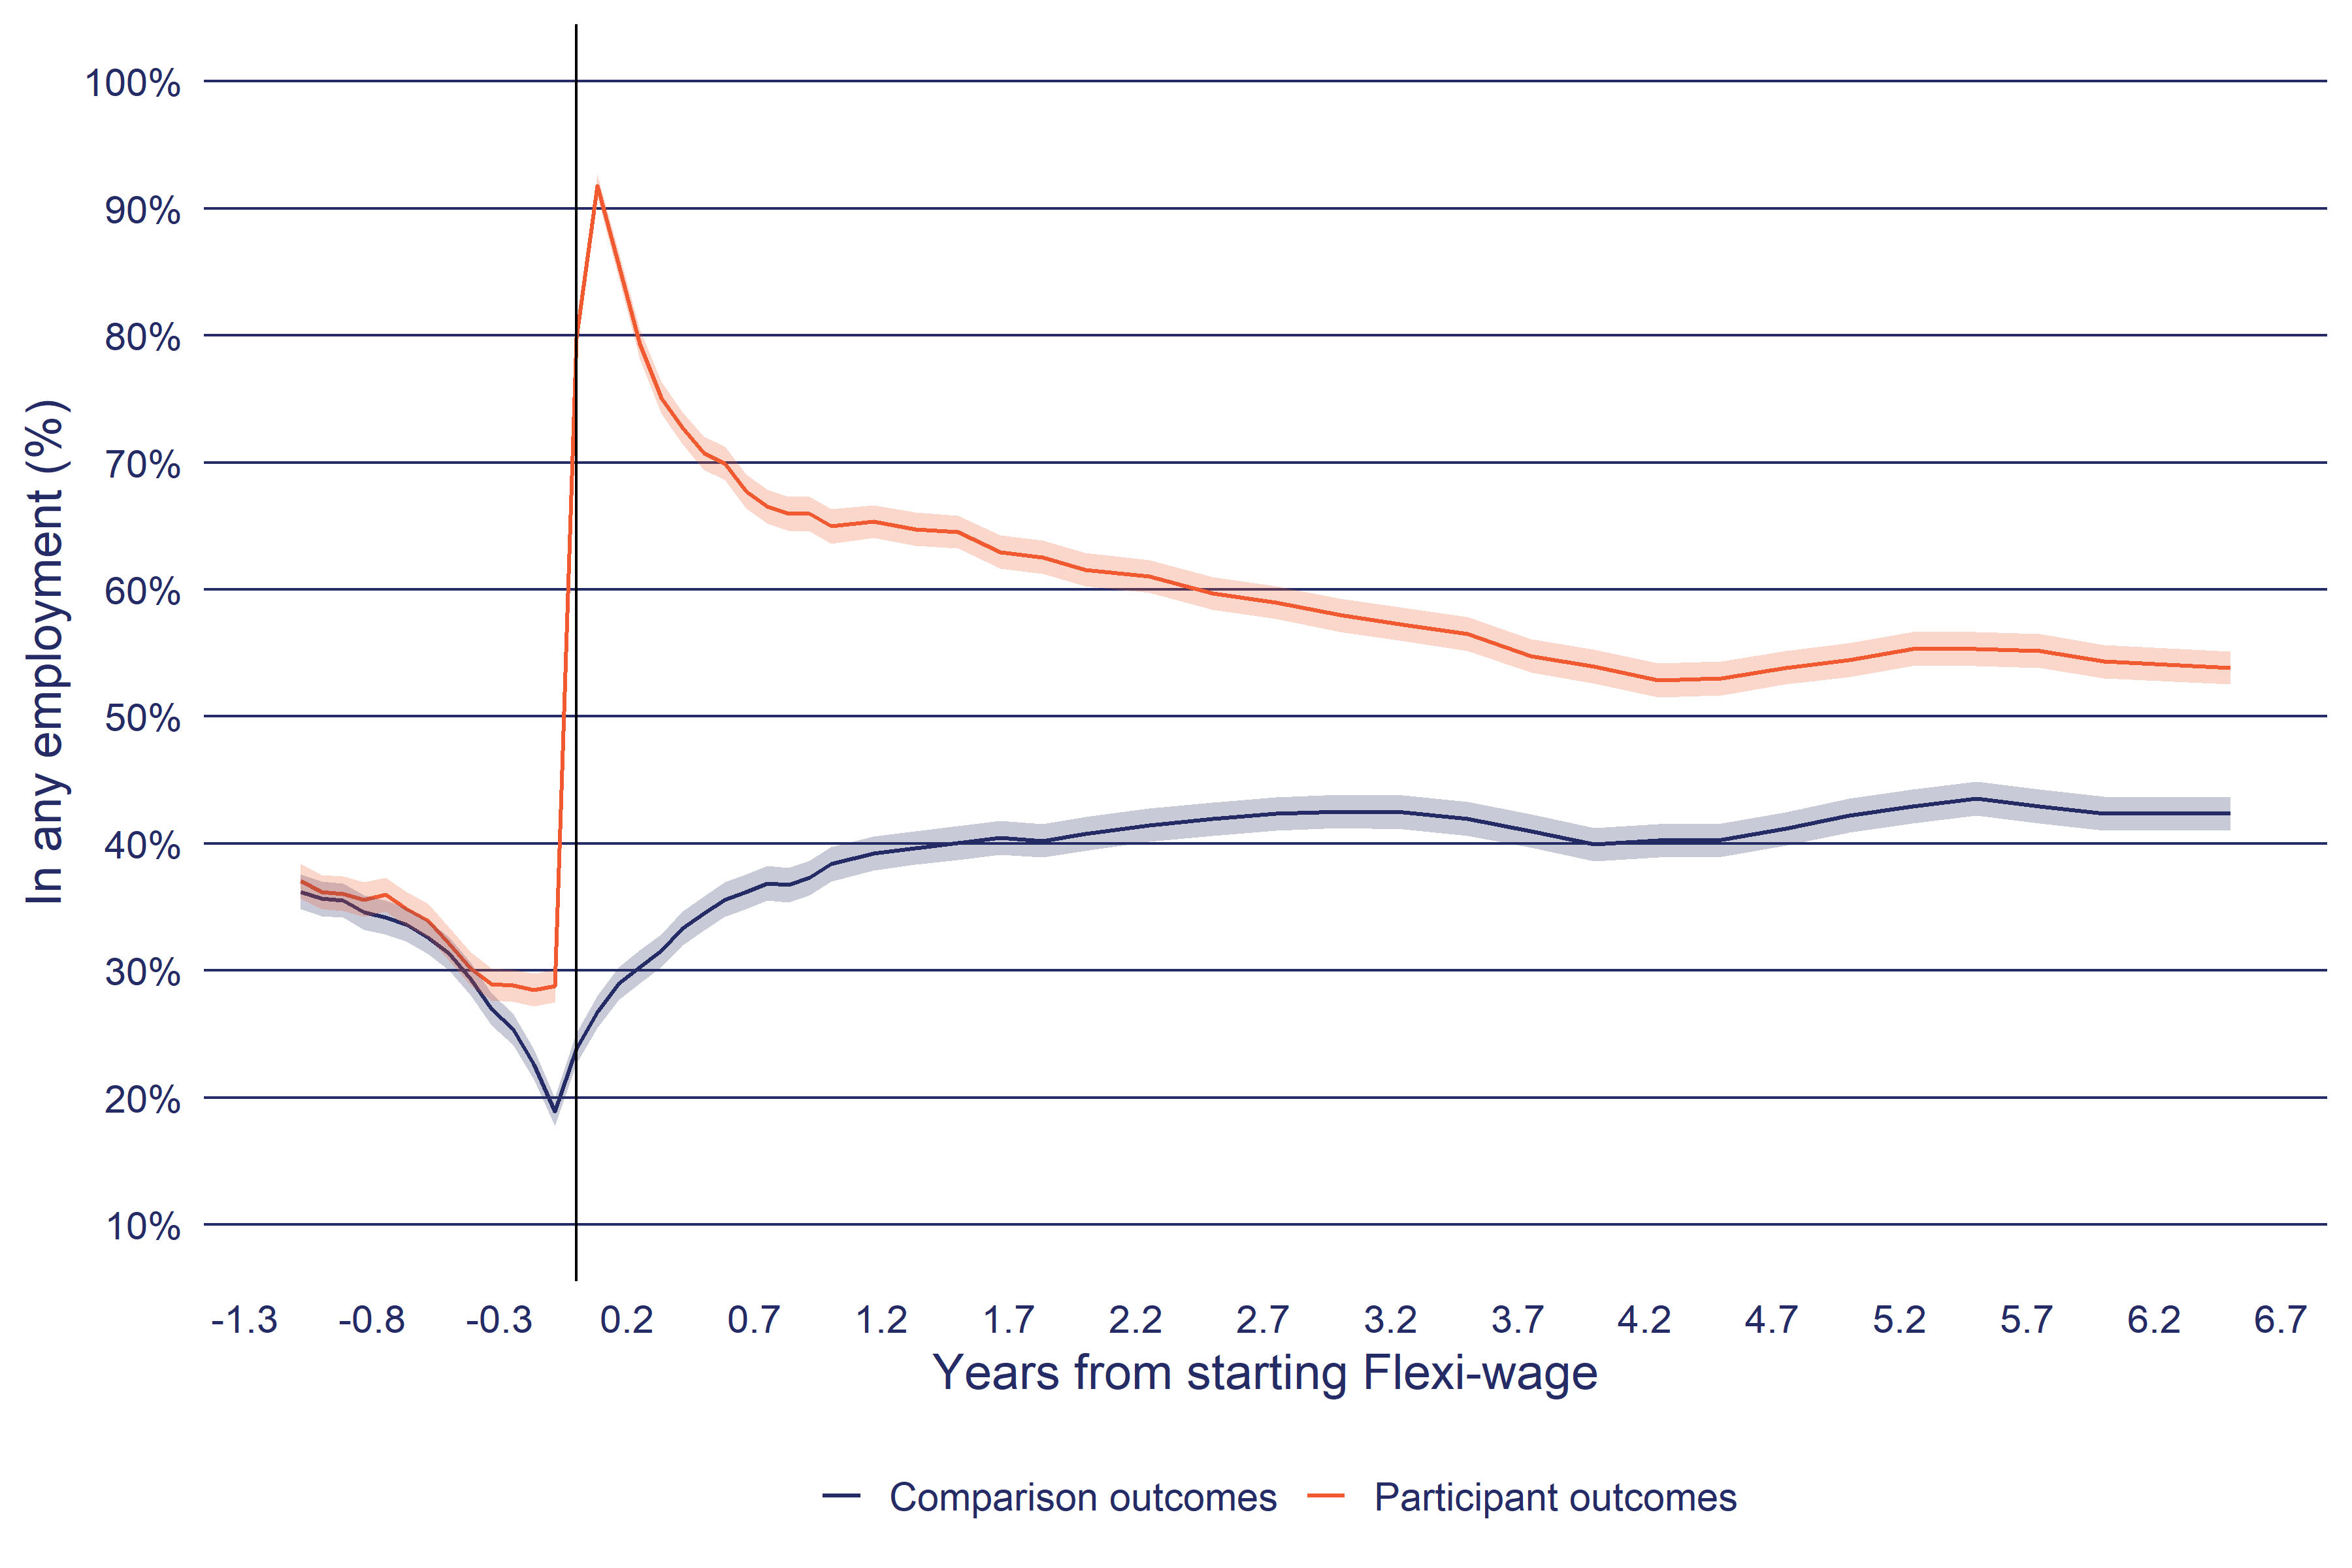 100%
90%
80%
70%
60%
50%
40%
30%
20%
10%
In any employment (%)
-1.3 -0.8 -0.3 0.2 0.7 1.2 1.7 2.2 2.7 3.2 3.7 4.2 4.7 5.2 5.7 6.2 6.7
Years from starting Flexi-wage
Comparison outcomes Participant outcomes